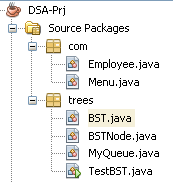 DSA-Prj
Source Packages
com
Employee.java
Menu.java
trees
BST.java
BSTNode.java
MyQueue.java
TestBST.java